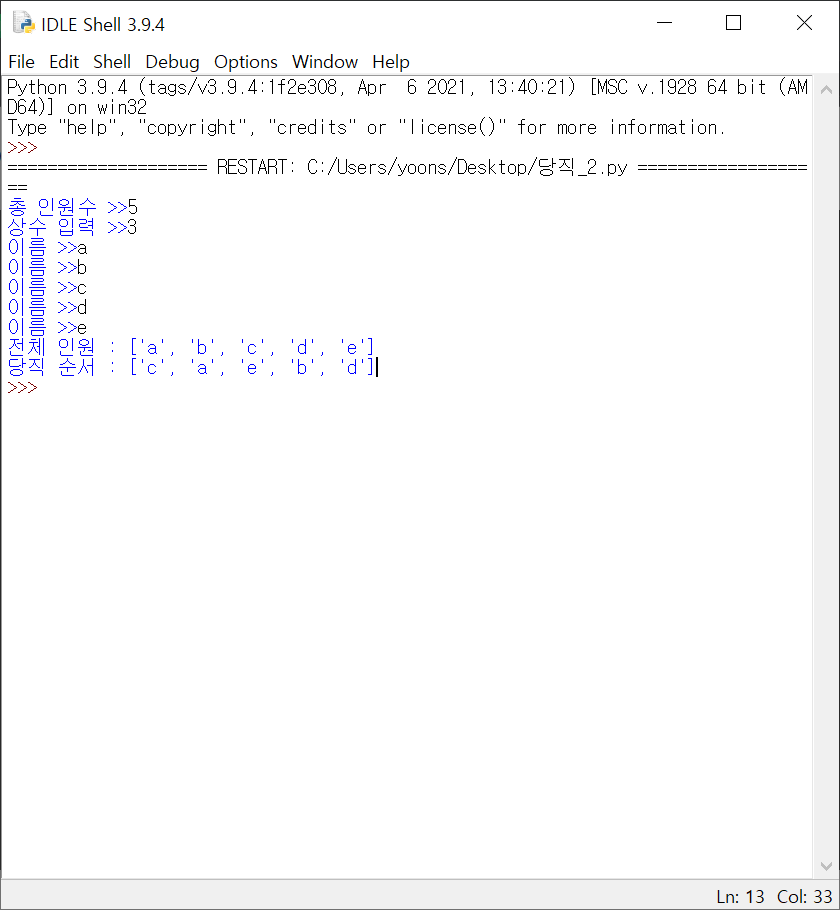 IDLE Shell 3.9.4
File Edit Shell Debug Options Window Help
Python 3.9.4 (tags/v3.9.4:1f2e308, Apr  6 2021, 13:40:21) [MSC v.1928 64 bit (AM
D64)] on win32
Type "help", "copyright", "credits" or "license()" for more information.
>>>
==================== RESTART: C:/Users/yoons/Desktop/당직_2.py =================
==
총 인원수 >>5
상수 입력 >>3
이름 >>a
이름 >>b
이름 >>c
이름 >>d
이름 >>e
전체 인원 : ['a', 'b', 'c', 'd', 'e']
당직 순서 : ['c', 'a', 'e', 'b', 'd']
>>>
Ln: 13 Col: 33